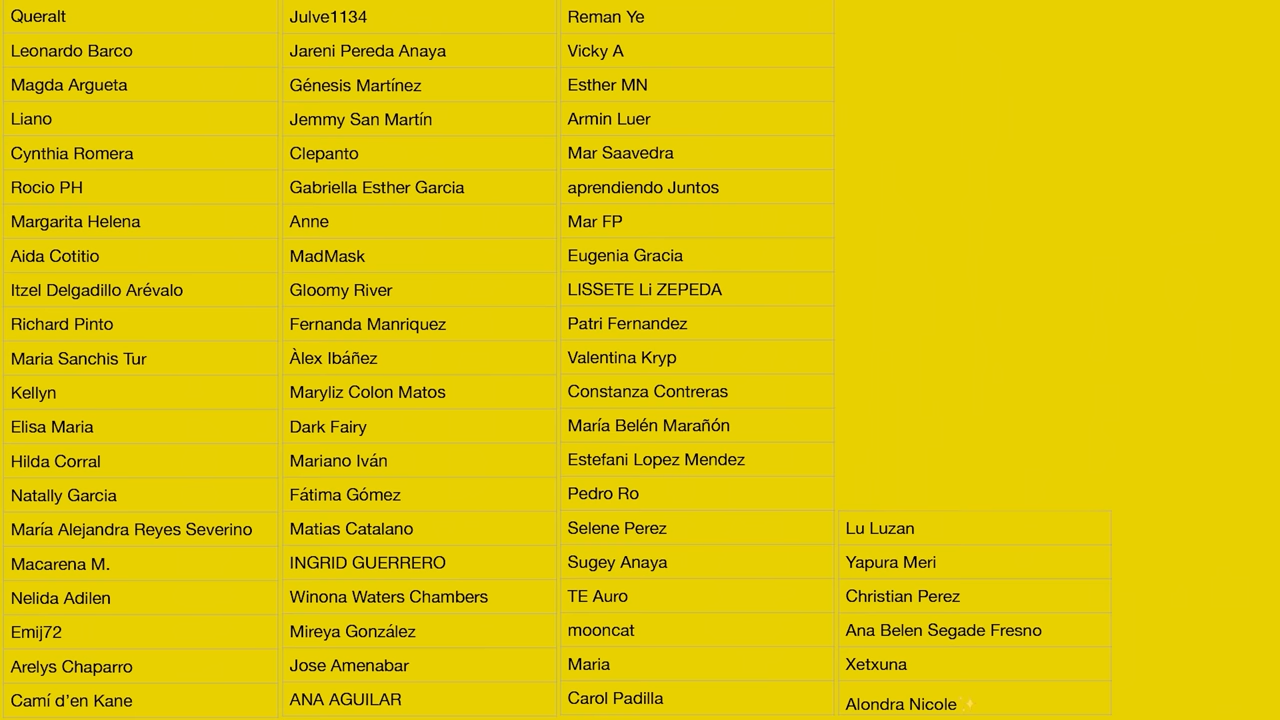 Queralt
Leonardo Barco
Magda Argueta
Liano
Cynthia Romera
Rocio PH
Margarita Helena
Aida Cotitio
Itzel Delgadillo Arévalo
Richard Pinto
Maria Sanchis Tur
Kellyn
Elisa Maria
Hilda Corral
Natally Garcia
María Alejandra Reyes Severino
Macarena M.
Nelida Adilen
Emij72
Arelys Chaparro
Camí d'en Kane
Julve1134
Jareni Pereda Anaya
Génesis Martínez
Jemmy San Martín
Clepanto
Gabriella Esther Garcia
Anne
MadMask
Gloomy River
Fernanda Manriquez
Àlex Ibáñez
Maryliz Colon Matos
Dark Fairy
Mariano Iván
Fátima Gómez
Matias Catalano
INGRID GUERRERO
Winona Waters Chambers
Mireya González
Jose Amenabar
ANA AGUILAR
Reman Ye
Vicky A
Esther MN
Armin Luer
Mar Saavedra
aprendiendo Juntos
Mar FP
Eugenia Gracia
LISSETE Li ZEPEDA
Patri Fernandez
Valentina Kryp
Constanza Contreras
María Belén Marañón
Estefani Lopez Mendez
Pedro Ro
Selene Perez
Sugey Anaya
TE Auro
mooncat
Maria
Carol Padilla
Lu Luzan
Yapura Meri
Christian Perez
Ana Belen Segade Fresno
Xetxuna
Alondra Nicole✨